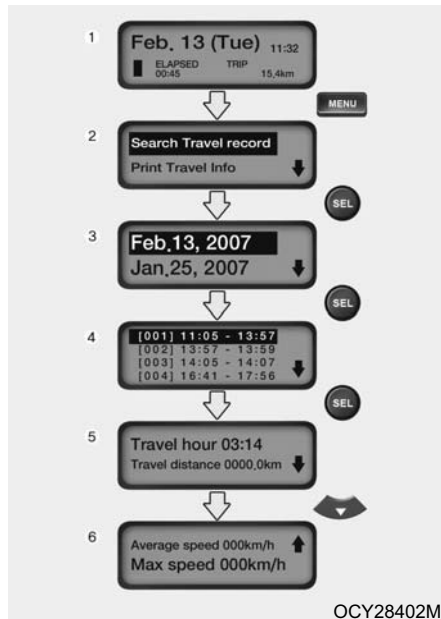 1
Feb. 13 (Tue) 11:32
ELAPSED TRIP
00:45 15,4km
MENU
2
Search Travel record
Print Travel Info
SEL
3
Feb.13, 2007
Jan.25, 2007
SEL
4
[001] 11:05 - 13:57
[002] 13:57 - 13:59
[003] 14:05 - 14:07
[004] 16:41 - 17:56
SEL
5
Travel hour 03:14
Travel distance 0000,0km
6
Average speed 000km/h
Max speed 000km/h
OCY28402M